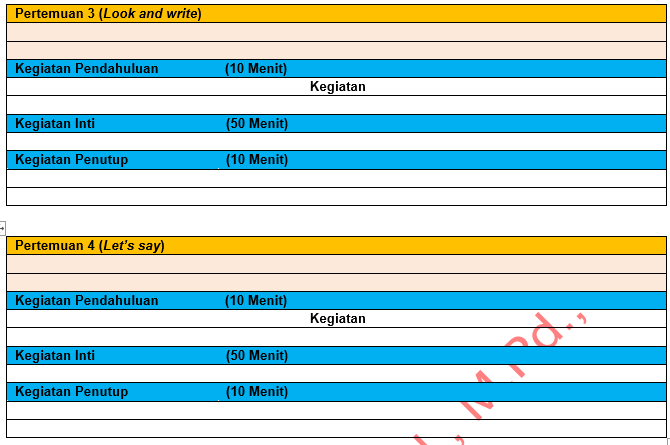 Pertemuan 3 (Look and write)
Kegiatan Pendahuluan (10 Menit)
Kegiatan
Kegiatan Inti (50 Menit)
Kegiatan Penutup (10 Menit)
Pertemuan 4 (Let’s say)
Kegiatan Pendahuluan (10 Menit)
Kegiatan
Kegiatan Inti (50 Menit)
Kegiatan Penutup (10 Menit)
, M.Pd.,